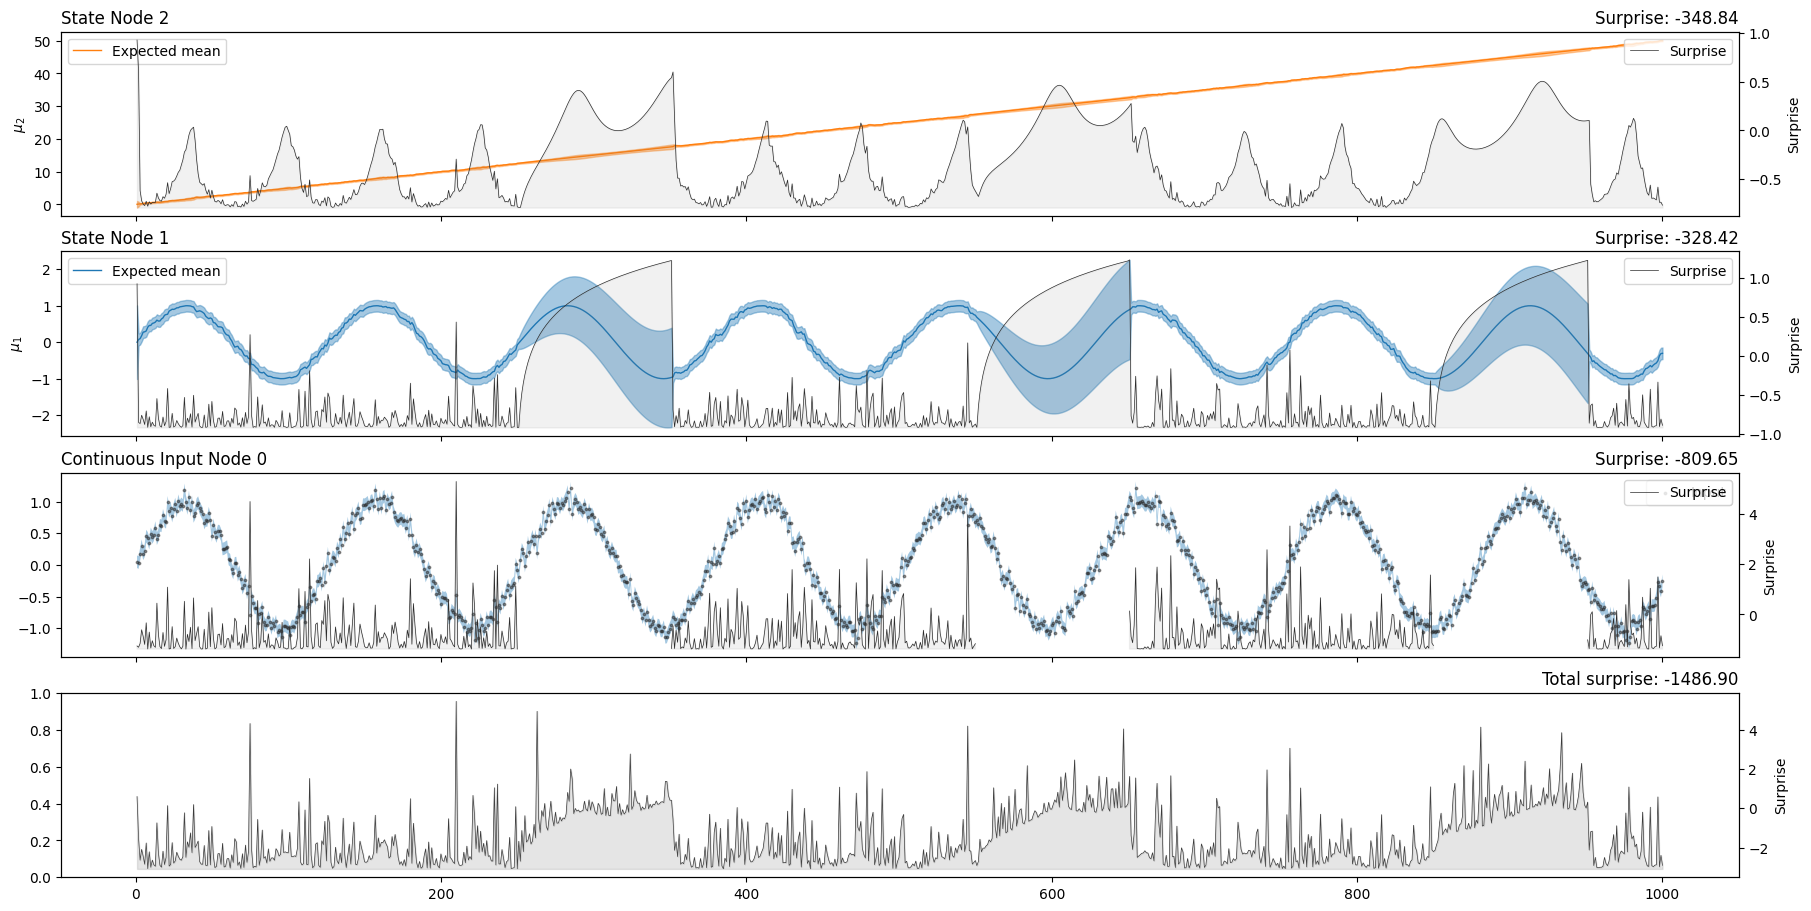 State Node 2
Surprise: -348.84
Expected mean
Surprise
50
40
30
20
10
0
μ2
1.0
0.5
0.0
−0.5
Surprise
State Node 1
Surprise: -328.42
Expected mean
Surprise
2
1
0
−1
−2
μ1
1.0
0.5
0.0
−0.5
−1.0
Surprise
Continuous Input Node 0
Surprise: -809.65
Surprise
1.0
0.5
0.0
−0.5
−1.0
4
2
0
Surprise
Total surprise: -1486.90
1.0
0.8
0.6
0.4
0.2
0.0
4
2
0
−2
Surprise
0
200
400
600
800
1000